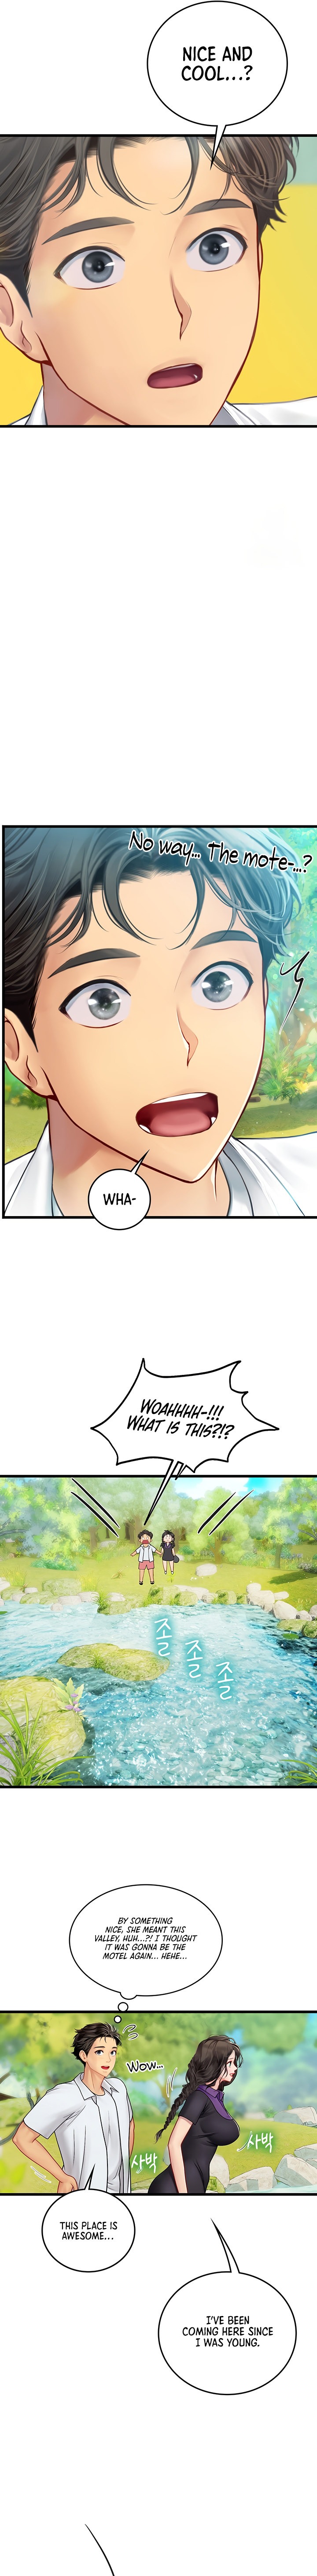 NICE AND
COOL...?
No way... The mote-...?
WHA-
WOAHHHH-!!!
WHAT IS THIS?!?
졸
졸
졸
BY SOMETHING
NICE, SHE MEANT THIS
VALLEY, HUH...?! I THOUGHT
IT WAS GONNA BE THE
MOTEL AGAIN... HEHE...
Wow...
사박
사박
THIS PLACE IS
AWESOME...
I'VE BEEN
COMING HERE SINCE
I WAS YOUNG.